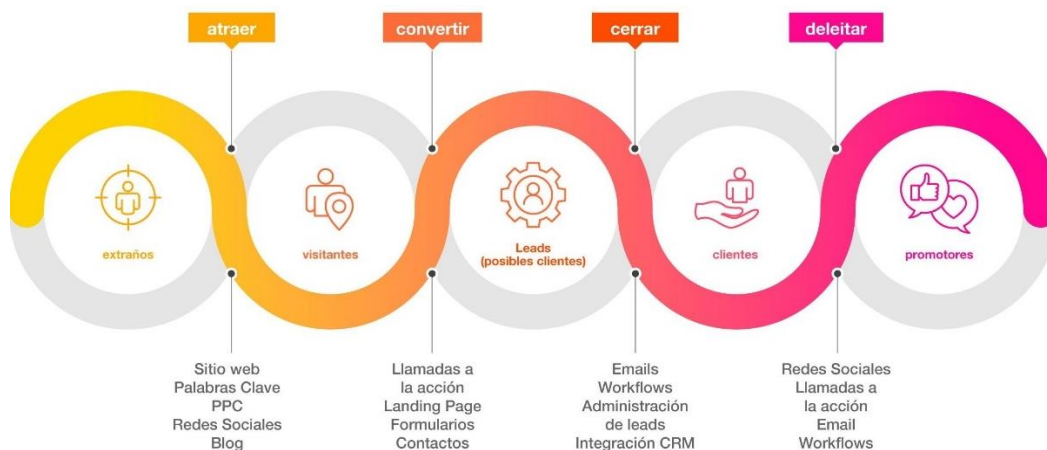 atraer
convertir
cerrar
deleitar
extraños
visitantes
Leads
(posibles clientes)
clientes
promotores
Sitio web
Palabras Clave
PPC
Redes Sociales
Blog
Llamadas a
la acción
Landing Page
Formularios
Contactos
Emails
Workflows
Administración
de leads
Integración CRM
Redes Sociales
Llamadas a
la acción
Email
Workflows